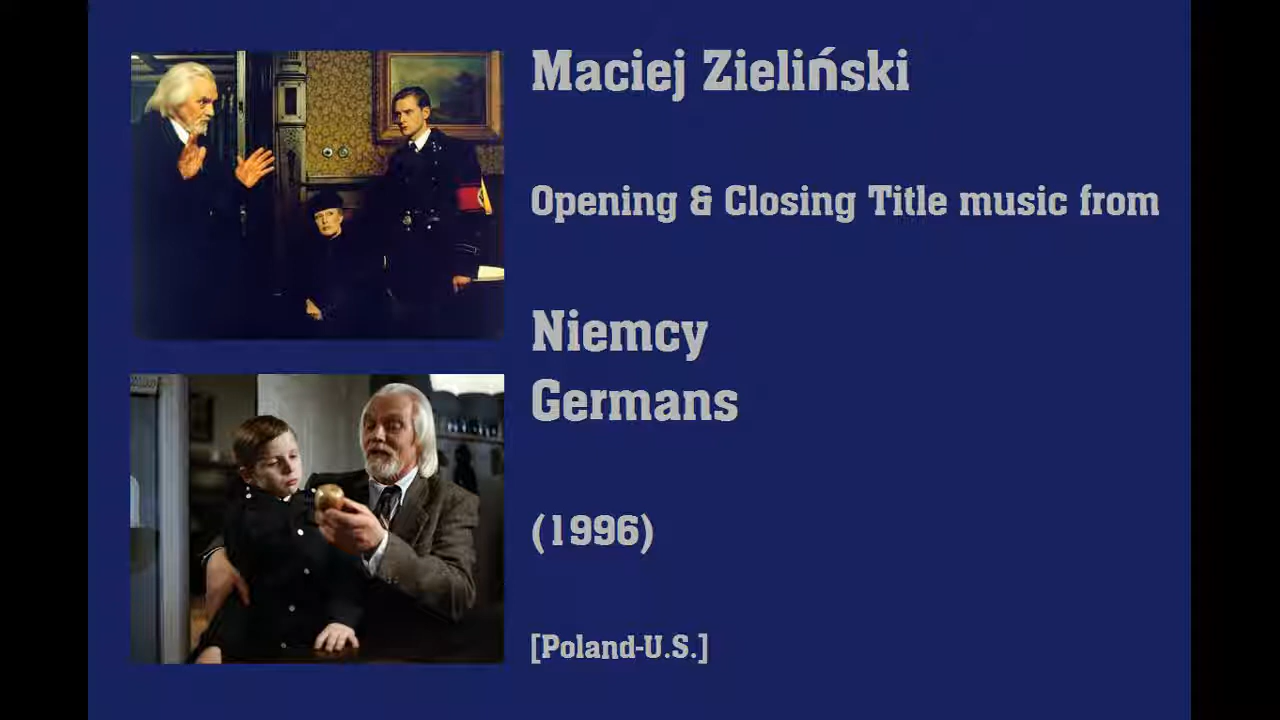 Maciej Zieliński
Opening & Closing Title music from
Niemcy
Germans
(1996)
[Poland-U.S.]